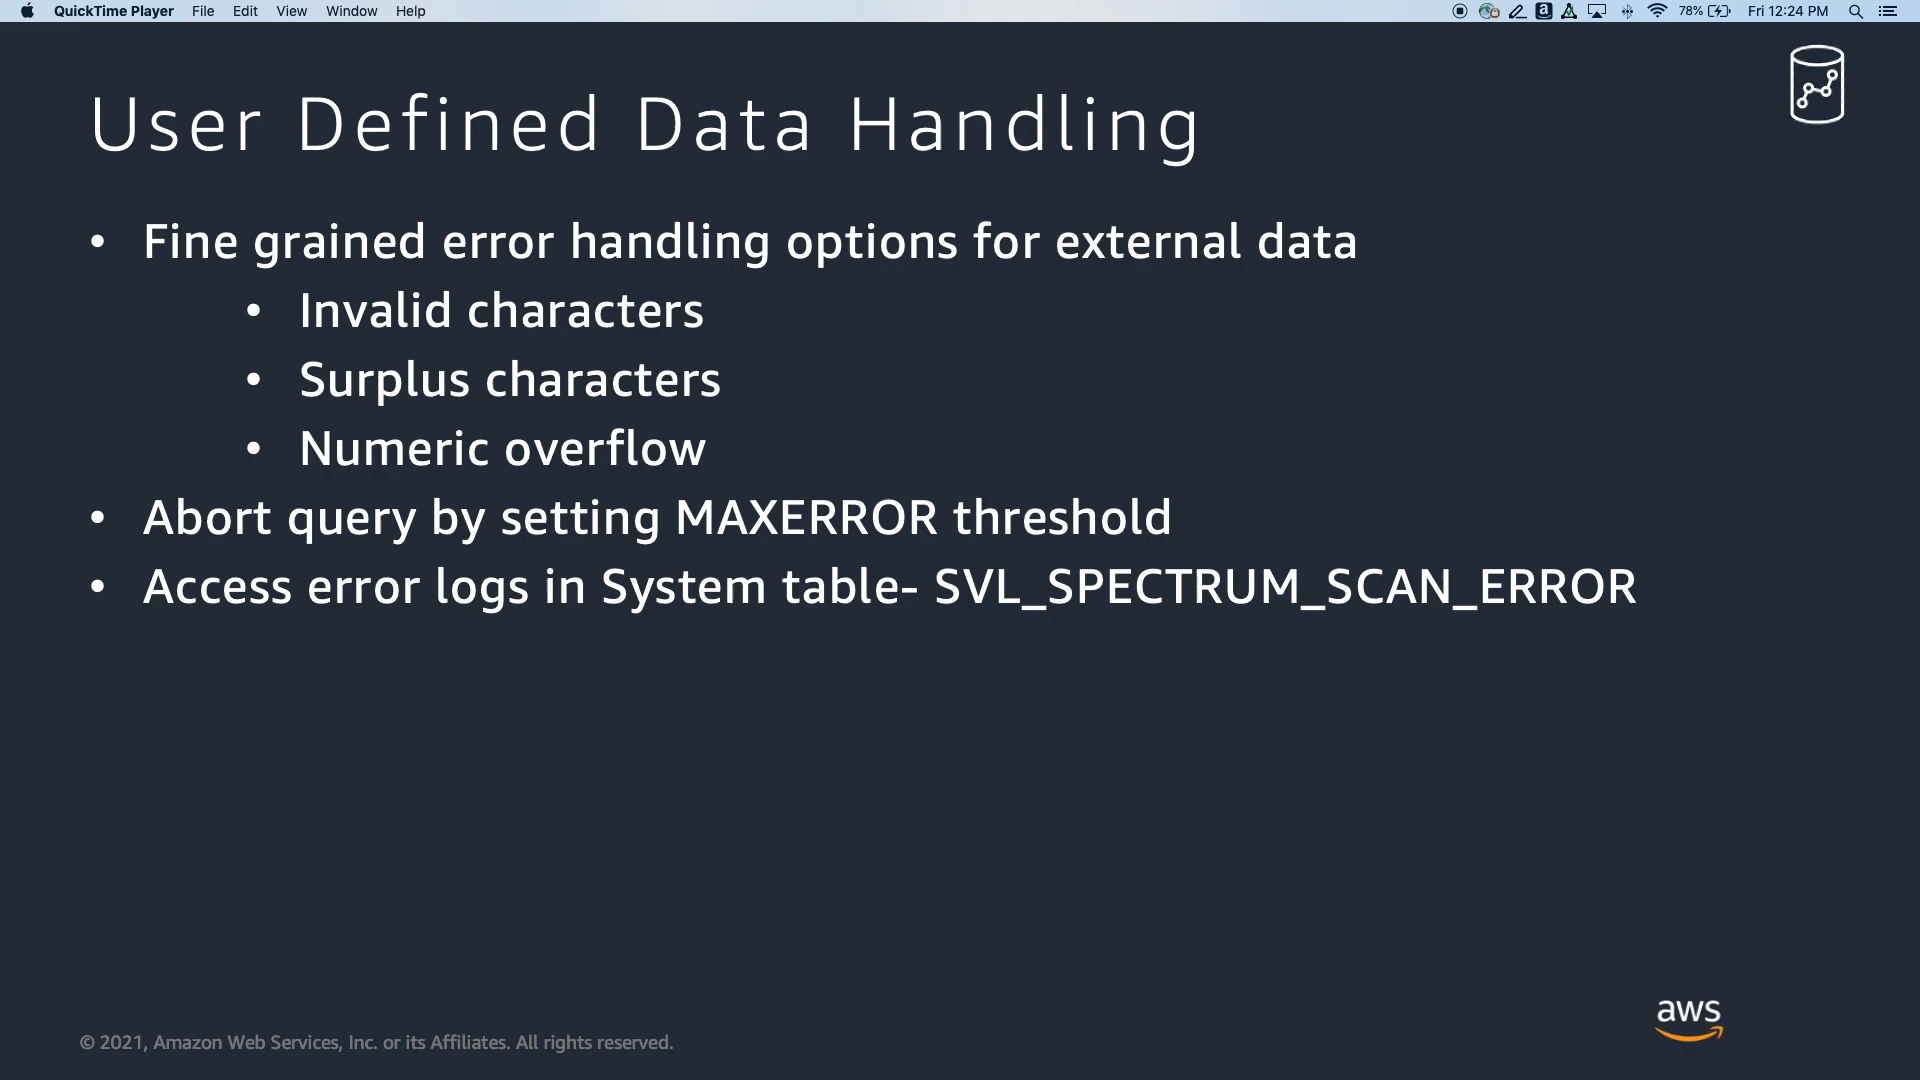 QuickTime Player File Edit View Window Help 78% Fri 12:24 PM
User Defined Data Handling
• Fine grained error handling options for external data
• Invalid characters
• Surplus characters
• Numeric overflow
• Abort query by setting MAXERROR threshold
• Access error logs in System table- SVL_SPECTRUM_SCAN_ERROR
aws
© 2021, Amazon Web Services, Inc. or its Affiliates. All rights reserved.